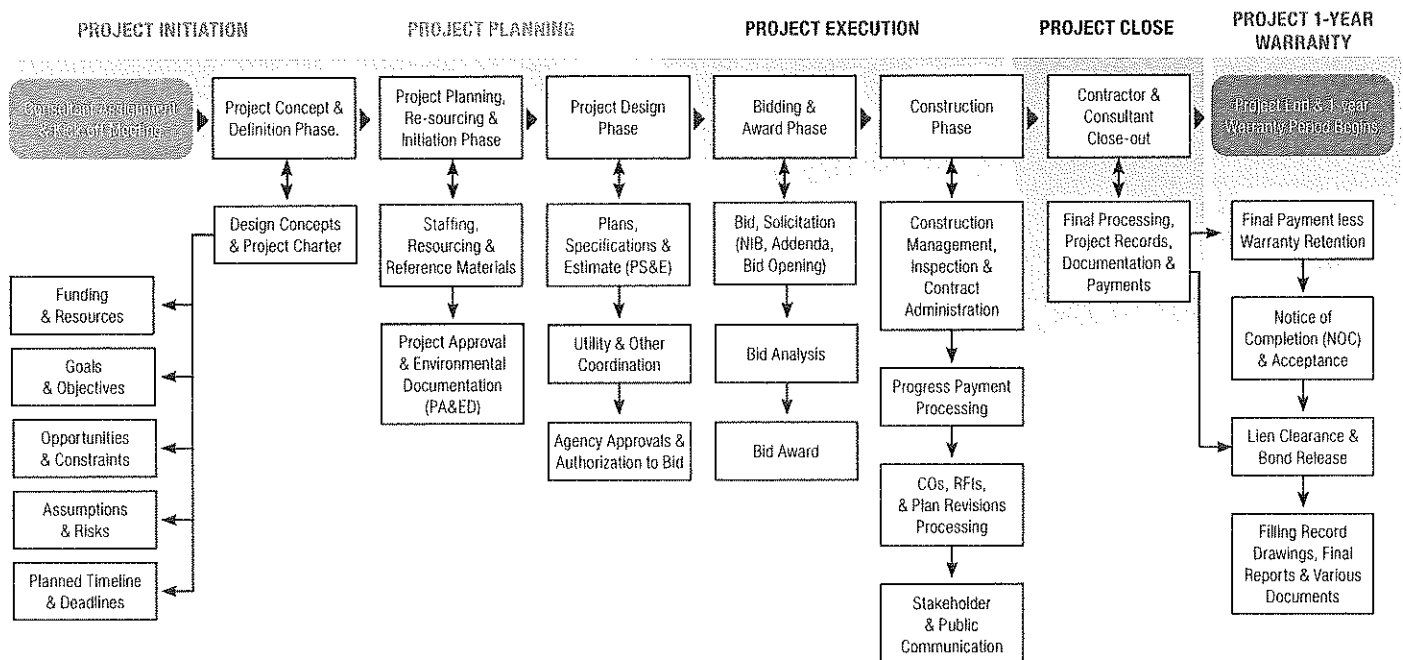 PROJECT INITIATION
PROJECT PLANNING
PROJECT EXECUTION
PROJECT CLOSE
PROJECT 1-YEAR
WARRANTY
Consultant Assignment
& Kick-off Meeting
Project Concept &
Definition Phase.
Project Planning,
Re-sourcing &
Initiation Phase
Project Design
Phase
Bidding &
Award Phase
Construction
Phase
Contractor &
Consultant
Close-out
Project End & 1-year
Warranty Period Begins
Design Concepts
& Project Charter
Funding
& Resources
Goals
& Objectives
Opportunities
& Constraints
Assumptions
& Risks
Planned Timeline
& Deadlines
Staffing,
Resourcing &
Reference Materials
Project Approval
& Environmental
Documentation
(PA&ED)
Plans,
Specifications &
Estimate (PS&E)
Utility & Other
Coordination
Agency Approvals &
Authorization to Bid
Bid, Solicitation
(NIB, Addenda,
Bid Opening)
Bid Analysis
Bid Award
Construction
Management,
Inspection &
Contract
Administration
Progress Payment
Processing
COs, RFIs,
& Plan Revisions
Processing
Stakeholder
& Public
Communication
Final Processing,
Project Records,
Documentation &
Payments
Final Payment less
Warranty Retention
Notice of
Completion (NOC)
& Acceptance
Lien Clearance &
Bond Release
Filling Record
Drawings, Final
Reports & Various
Documents